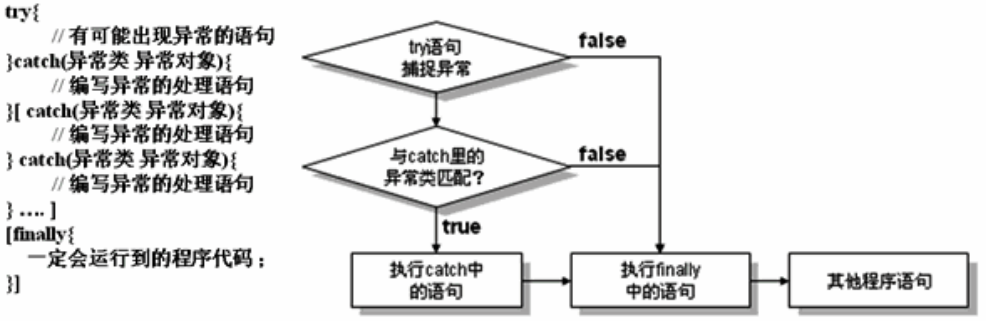 try{
// 有可能出现异常的语句
}catch(异常类 异常对象){
// 编写异常的处理语句
}[ catch(异常类 异常对象){
// 编写异常的处理语句
} catch(异常类 异常对象){
// 编写异常的处理语句
} .... ]
[finally{
一定会运行到的程序代码 ;
}]
try语句
捕捉异常
false
与catch里的
异常类匹配?
false
true
执行catch中
的语句
执行finally
中的语句
其他程序语句